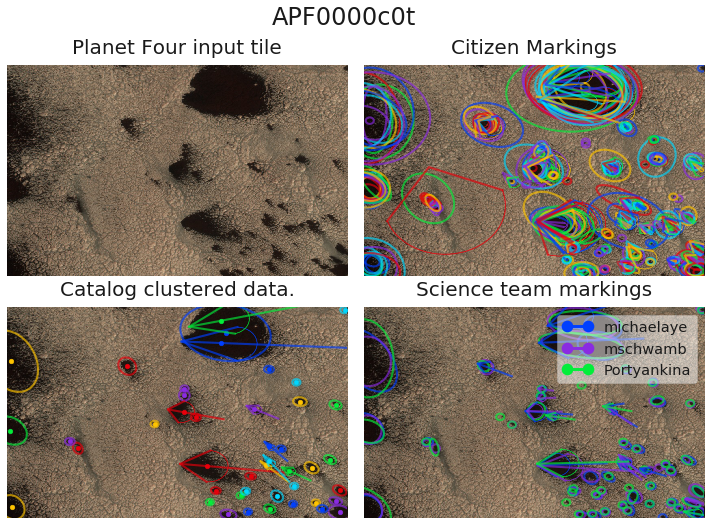 APF0000c0t
Planet Four input tile
Citizen Markings
Catalog clustered data.
Science team markings
michaelaye
mschwamb
Portyankina